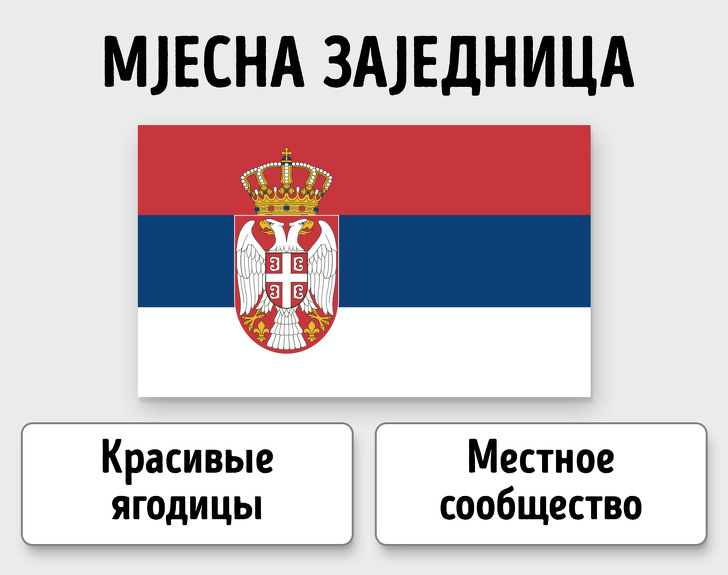 МЈЕСНА ЗАЈЕДНИЦА
Красивые
ягодицы
Местное
сообщество